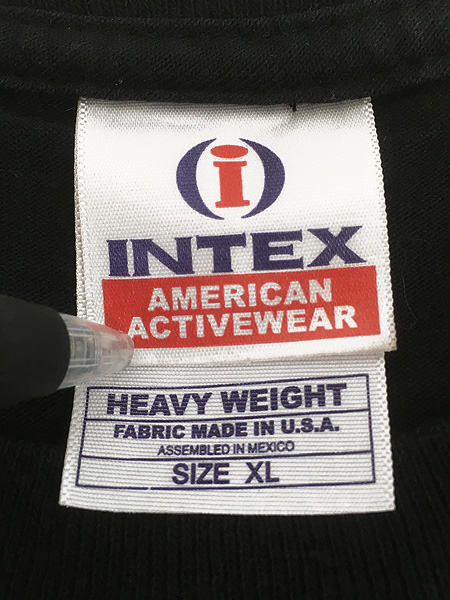 INTEX
AMERICAN
ACTIVEWEAR
HEAVY WEIGHT
FABRIC MADE IN U.S.A.
ASSEMBLED IN MEXICO
SIZE XL